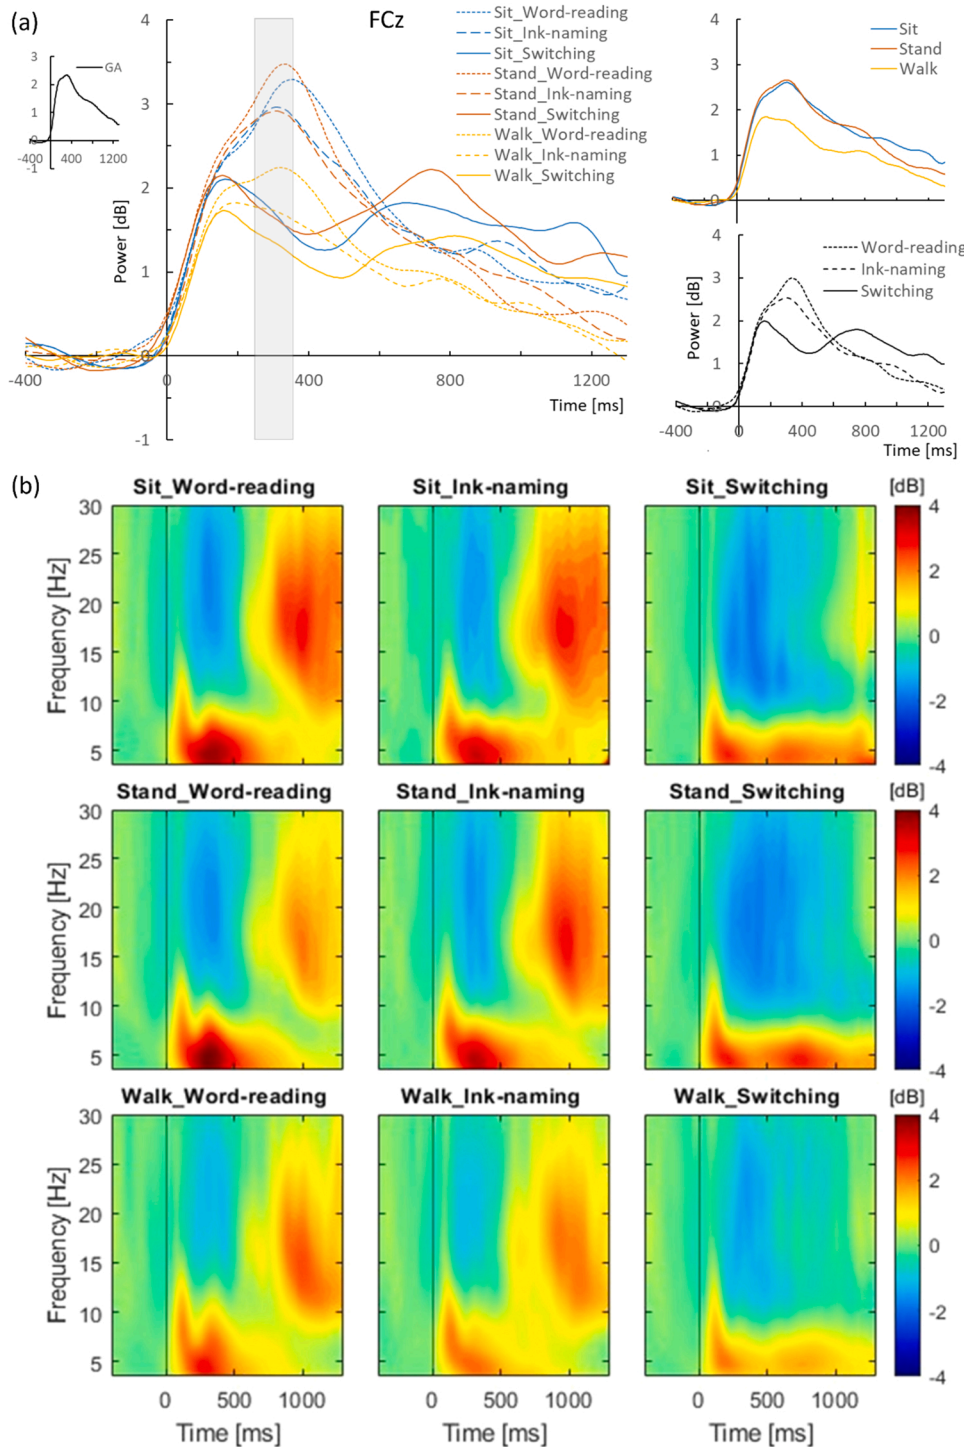 (a)
FCz
4
3
2
1
0
-1
-400
0
400
800
1200
Power [dB]
Time [ms]
3
2
1
0
-1
-400
400
1200
GA
Sit_Word-reading
Sit_Ink-naming
Sit_Switching
Stand_Word-reading
Stand_Ink-naming
Stand_Switching
Walk_Word-reading
Walk_Ink-naming
Walk_Switching
4
3
2
1
0
Sit
Stand
Walk
4
3
2
1
0
Power [dB]
Word-reading
Ink-naming
Switching
-400
0
400
800
1200
Time [ms]
(b)
Sit_Word-reading
Sit_Ink-naming
Sit_Switching
[dB]
30
25
20
15
10
5
Frequency [Hz]
4
2
0
-2
-4
Stand_Word-reading
Stand_Ink-naming
Stand_Switching
[dB]
30
25
20
15
10
5
Frequency [Hz]
4
2
0
-2
-4
Walk_Word-reading
Walk_Ink-naming
Walk_Switching
[dB]
30
25
20
15
10
5
Frequency [Hz]
4
2
0
-2
-4
0 500 1000
0 500 1000
0 500 1000
Time [ms]
Time [ms]
Time [ms]